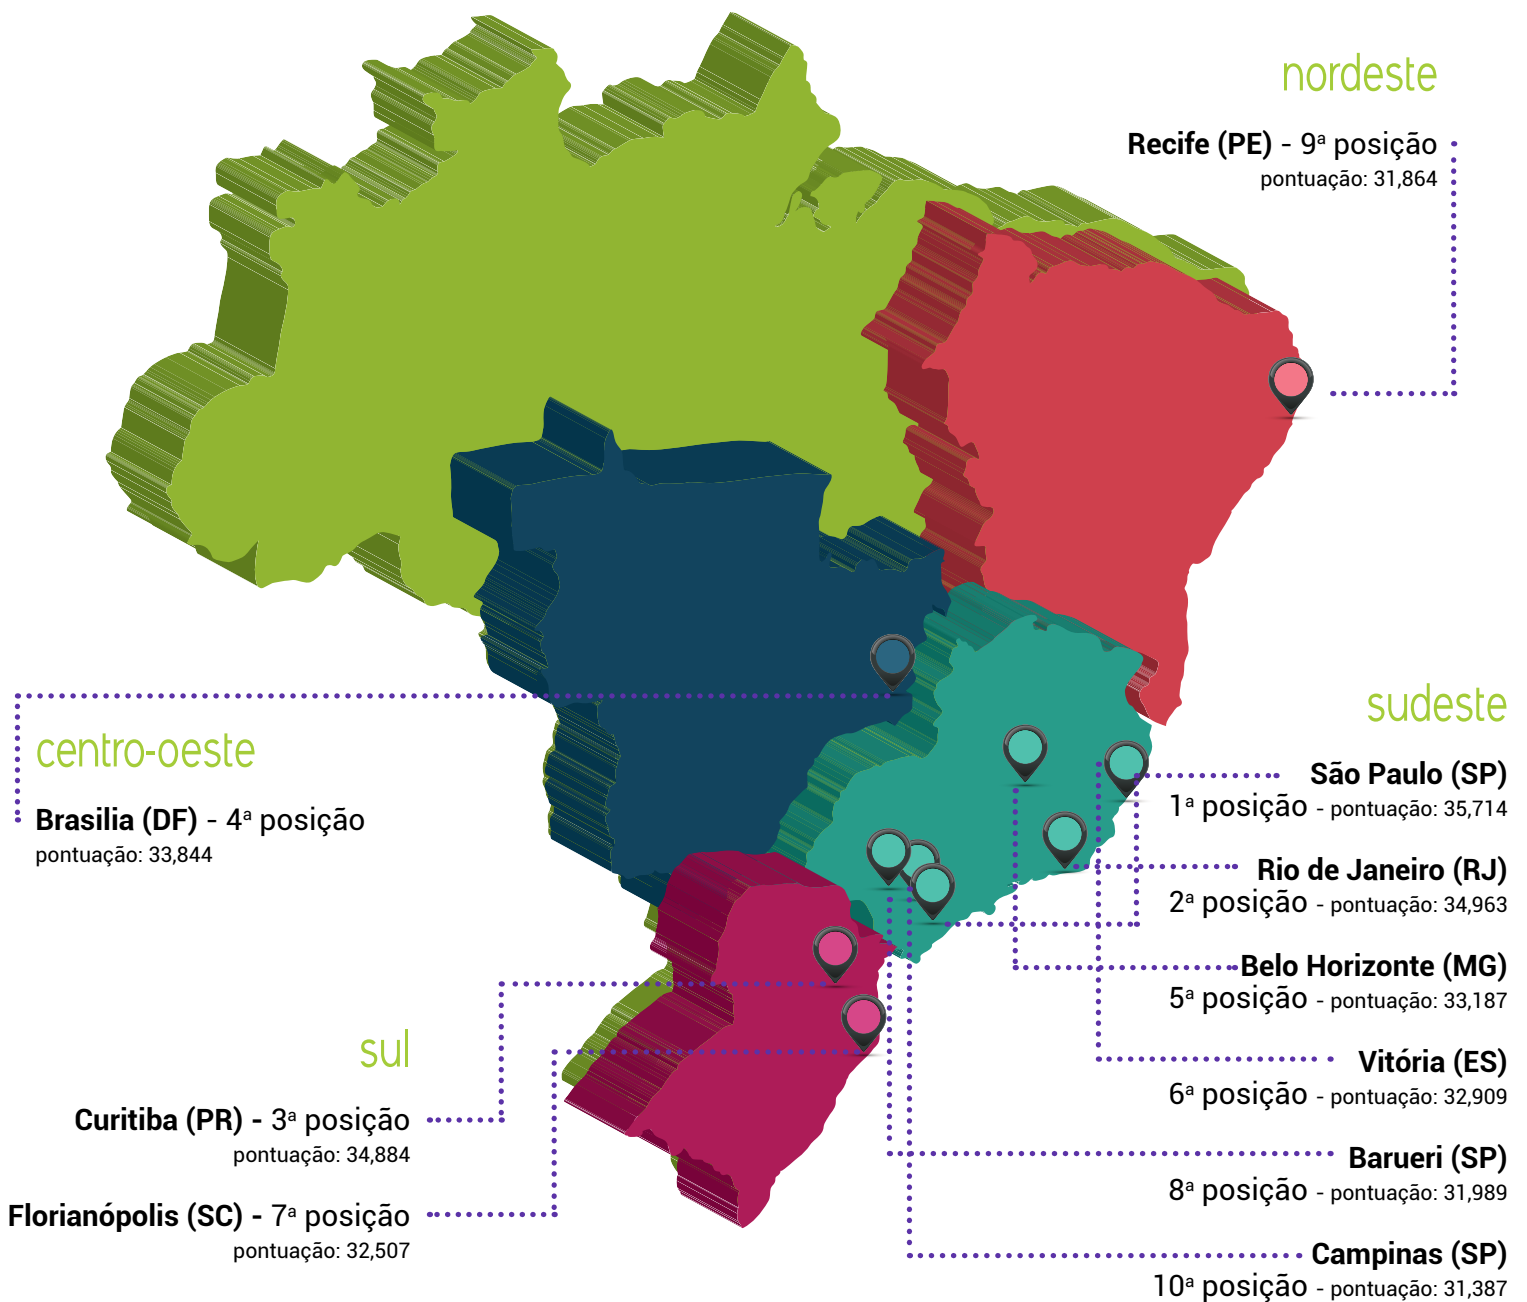 nordeste
Recife (PE) - 9ª posição
pontuação: 31,864
centro-oeste
Brasilia (DF) - 4ª posição
pontuação: 33,844
sudeste
São Paulo (SP)
1ª posição - pontuação: 35,714
Rio de Janeiro (RJ)
2ª posição - pontuação: 34,963
Belo Horizonte (MG)
5ª posição - pontuação: 33,187
Vitória (ES)
6ª posição - pontuação: 32,909
Barueri (SP)
8ª posição - pontuação: 31,989
Campinas (SP)
10ª posição - pontuação: 31,387
sul
Curitiba (PR) - 3ª posição
pontuação: 34,884
Florianópolis (SC) - 7ª posição
pontuação: 32,507